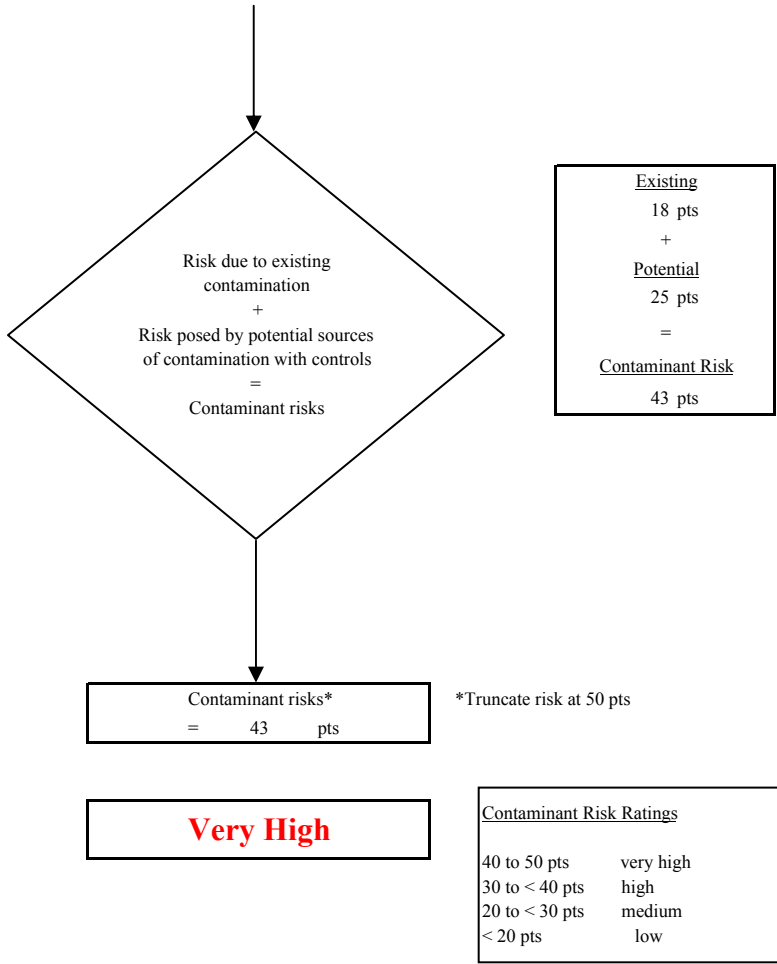 Risk due to existing
contamination
+
Risk posed by potential sources
of contamination with controls
=
Contaminant risks
Existing
18 pts
+
Potential
25 pts
=
Contaminant Risk
43 pts
Contaminant risks*
= 43 pts
*Truncate risk at 50 pts
Very High
Contaminant Risk Ratings
40 to 50 pts very high
30 to < 40 pts high
20 to < 30 pts medium
< 20 pts low